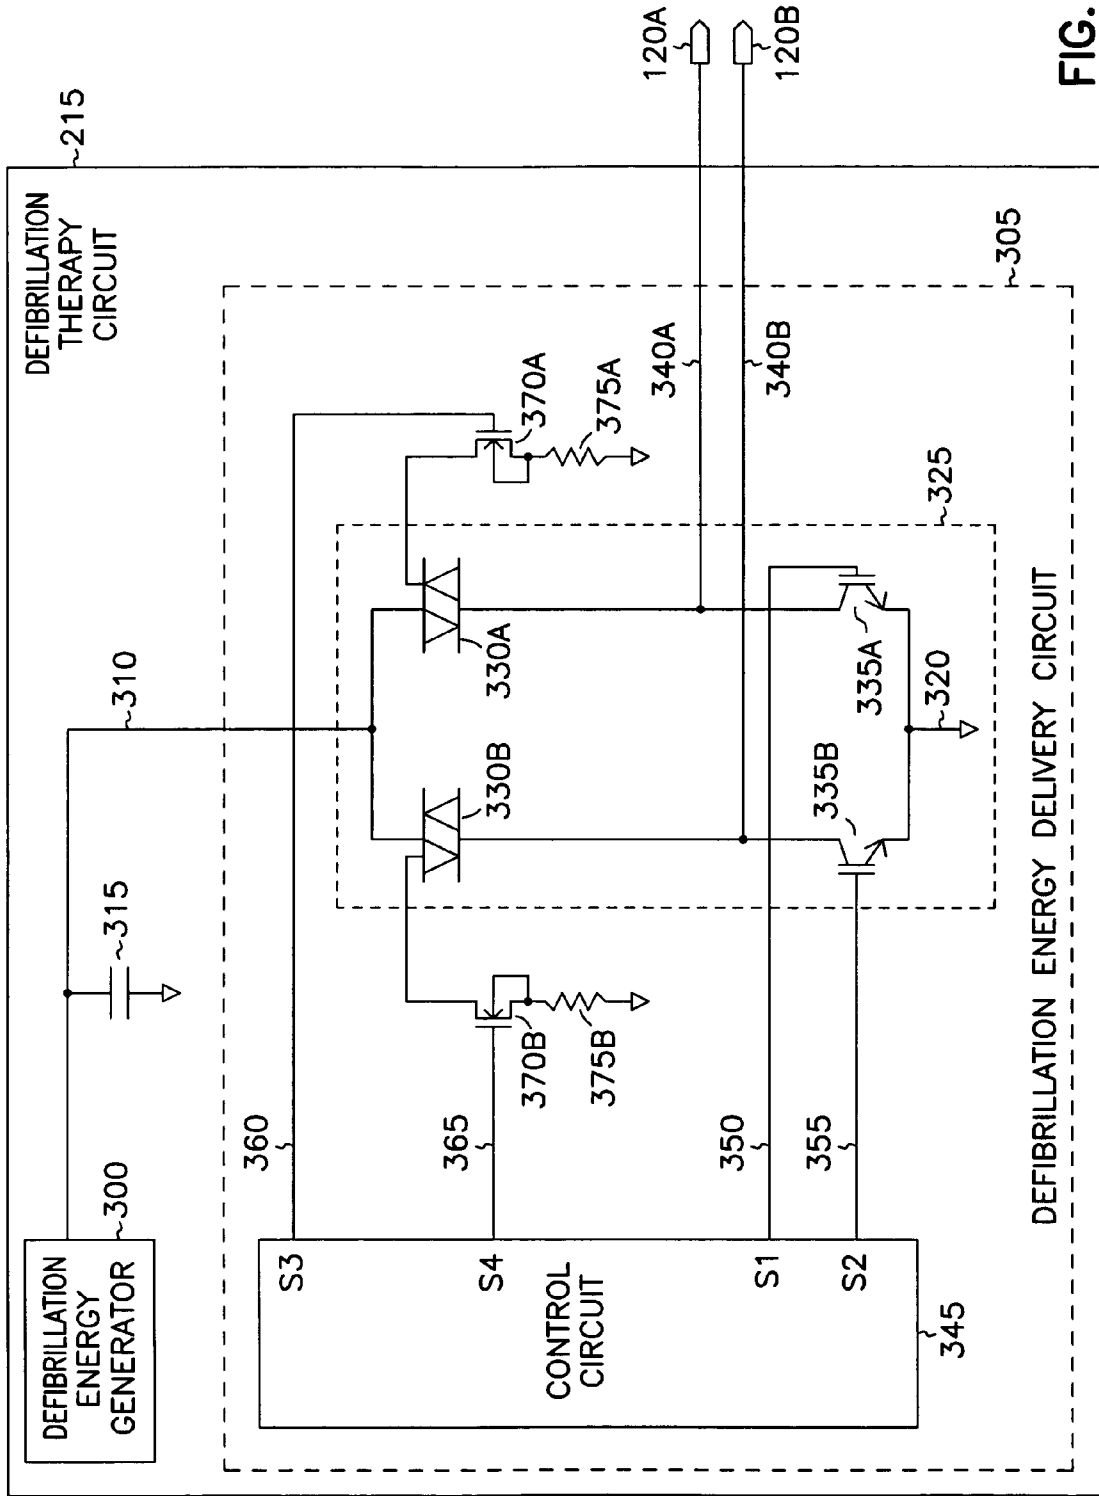 DEFIBRILLATION
THERAPY
CIRCUIT
215
DEFIBRILLATION
ENERGY
GENERATOR
300
315
310
305
S3
360
S4
365
S1
350
S2
355
CONTROL
CIRCUIT
345
370B
375B
370A
375A
330B
330A
325
335B
335A
320
340A
340B
120A
120B
DEFIBRILLATION ENERGY DELIVERY CIRCUIT
FIG.